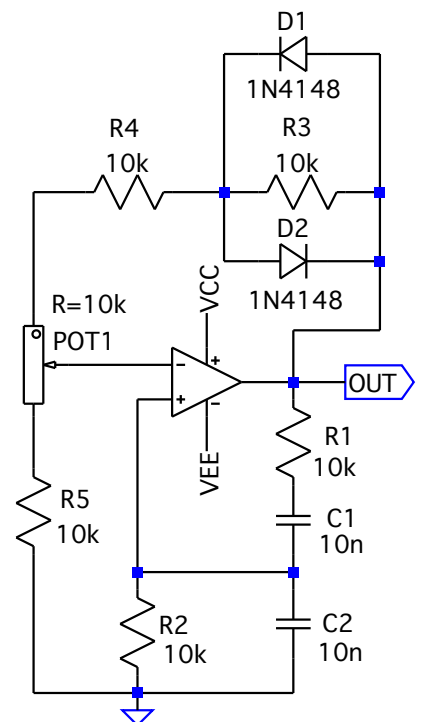 D1
1N4148
R4
10k
R3
10k
D2
1N4148
VCC
R=10k
POT1
OUT
VEE
R1
10k
R5
10k
C1
10n
R2
10k
C2
10n